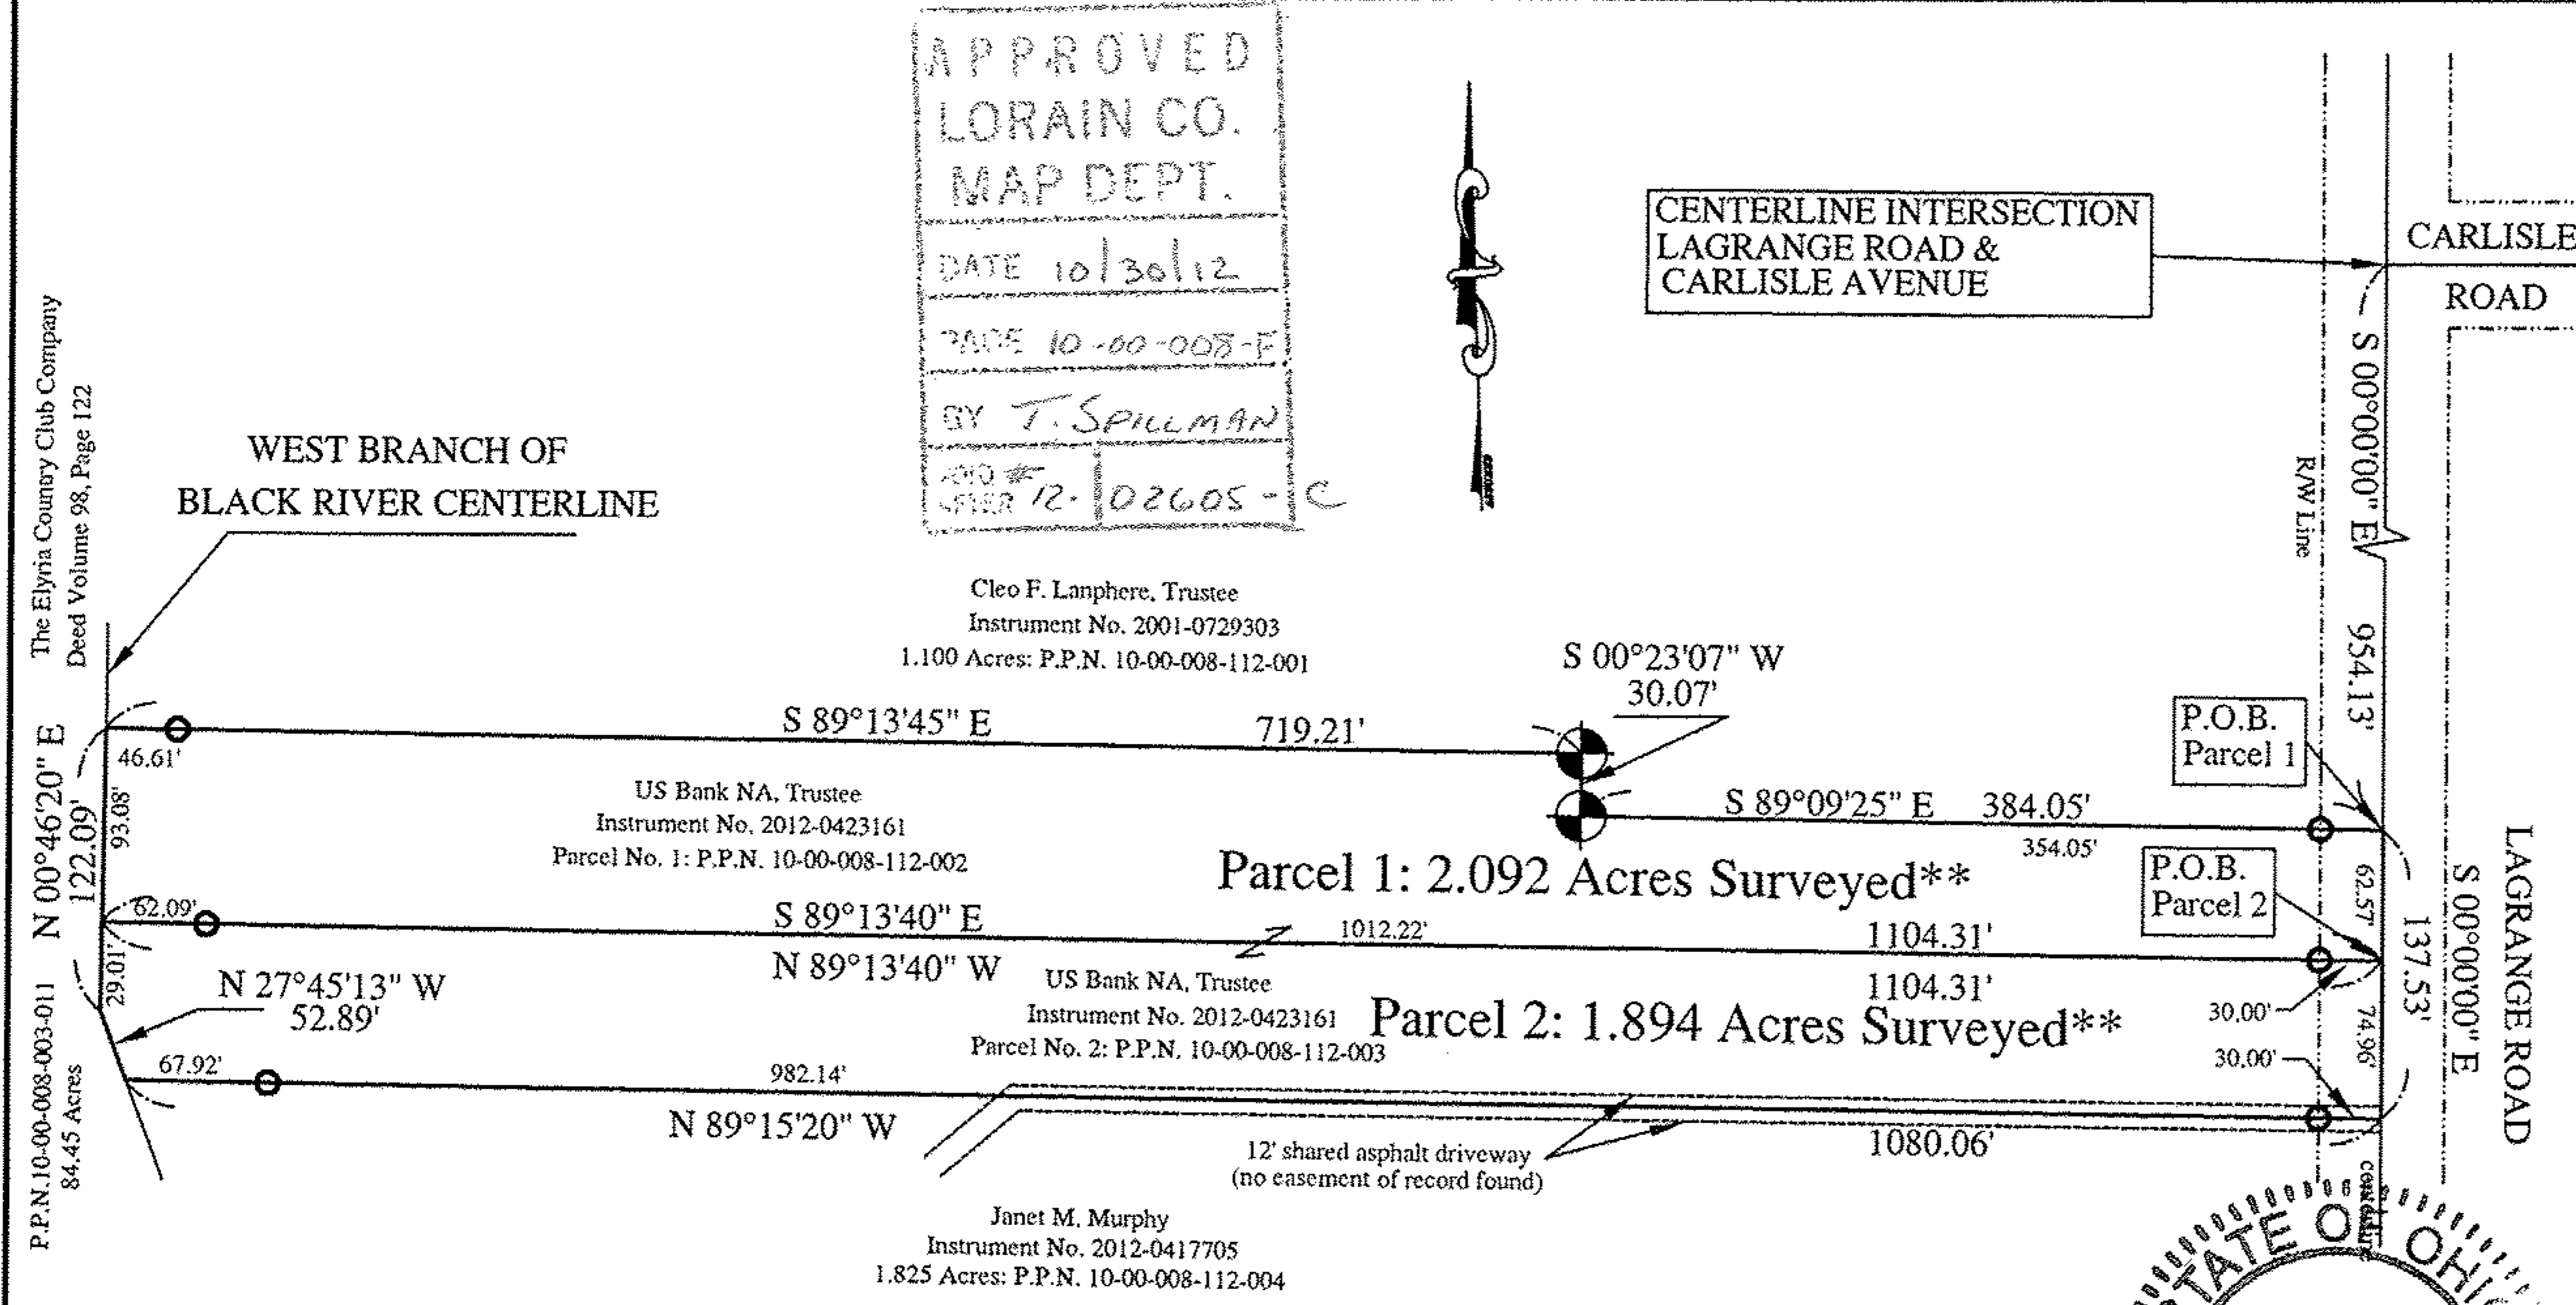 APPROVED
LORAIN CO.
MAP DEPT.
DATE 10/30/12
PAGE 10-00-008-F
BY T. SPILLMAN
12- 02605-C
CENTERLINE INTERSECTION
LAGRANGE ROAD &
CARLISLE AVENUE
CARLISLE
ROAD
S 00°00'00" E
954.13'
R/W Line
The Elyria Country Club Company
Deed Volume 98, Page 122
WEST BRANCH OF
BLACK RIVER CENTERLINE
Cleo F. Lanphere, Trustee
Instrument No. 2001-0729303
1.100 Acres: P.P.N. 10-00-008-112-001
S 00°23'07" W
30.07'
P.O.B.
Parcel 1
S 89°13'45" E 719.21'
46.61'
N 00°46'20" E
122.09'
93.08'
US Bank NA, Trustee
Instrument No. 2012-0423161
Parcel No. 1: P.P.N. 10-00-008-112-002
S 89°09'25" E 384.05'
354.05'
Parcel 1: 2.092 Acres Surveyed**
P.O.B.
Parcel 2
62.57'
137.53'
S 00°00'00" E
LAGRANGE ROAD
62.09'
S 89°13'40" E
1012.22'
1104.31'
N 89°13'40" W
1104.31'
29.01'
N 27°45'13" W
52.89'
US Bank NA, Trustee
Instrument No. 2012-0423161
Parcel No. 2: P.P.N. 10-00-008-112-003
Parcel 2: 1.894 Acres Surveyed**
30.00'
74.96'
30.00'
P.P.N. 10-00-008-003-011
84.45 Acres
67.92'
982.14'
N 89°15'20" W
1080.06'
12' shared asphalt driveway
(no easement of record found)
centerline
Janet M. Murphy
Instrument No. 2012-0417705
1.825 Acres: P.P.N. 10-00-008-112-004
STATE OF OHIO